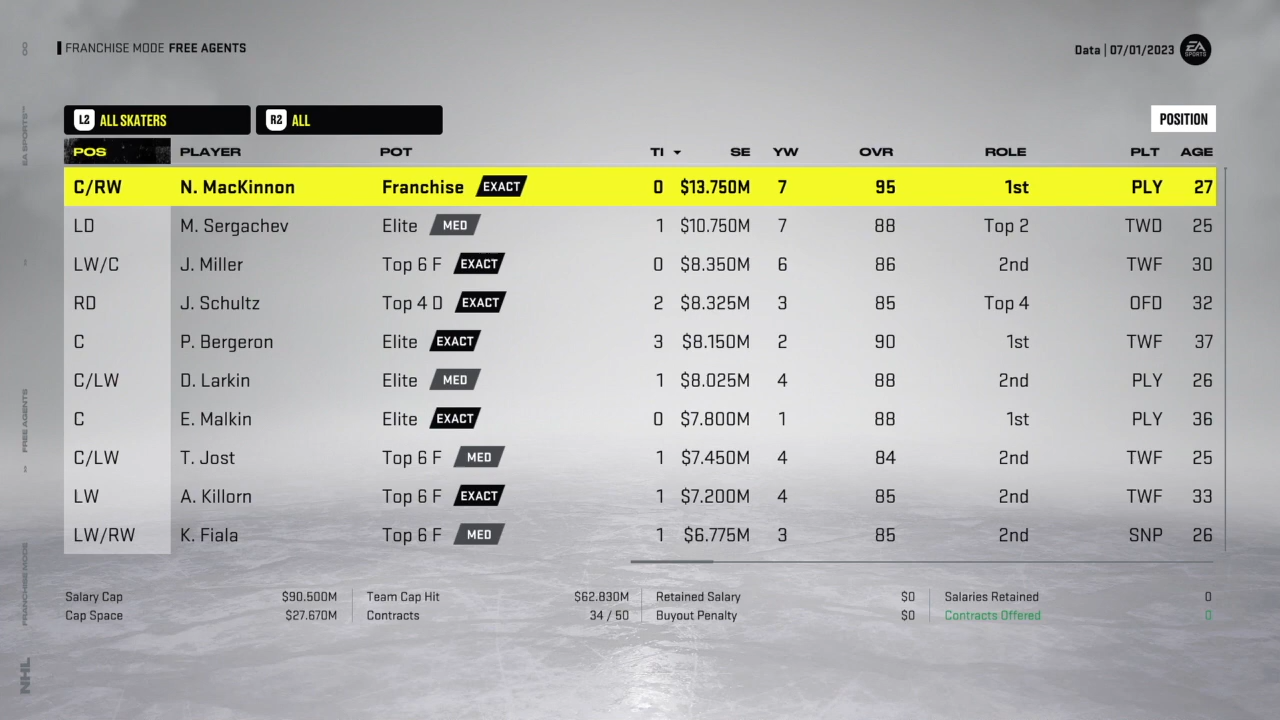 FRANCHISE MODE FREE AGENTS
Data | 07/01/2023 EA SPORTS
L2 ALL SKATERS R2 ALL POSITION
POS PLAYER POT TI SE YW OVR ROLE PLT AGE
C/RW N. MacKinnon Franchise EXACT 0 $13.750M 7 95 1st PLY 27
LD M. Sergachev Elite MED 1 $10.750M 7 88 Top 2 TWD 25
LW/C J. Miller Top 6 F EXACT 0 $8.350M 6 86 2nd TWF 30
RD J. Schultz Top 4 D EXACT 2 $8.325M 3 85 Top 4 OFD 32
C P. Bergeron Elite EXACT 3 $8.150M 2 90 1st TWF 37
C/LW D. Larkin Elite MED 1 $8.025M 4 88 2nd PLY 26
C E. Malkin Elite EXACT 0 $7.800M 1 88 1st PLY 36
C/LW T. Jost Top 6 F MED 1 $7.450M 4 84 2nd TWF 25
LW A. Killorn Top 6 F EXACT 1 $7.200M 4 85 2nd TWF 33
LW/RW K. Fiala Top 6 F MED 1 $6.775M 3 85 2nd SNP 26
Salary Cap $90.500M Team Cap Hit $62.830M Retained Salary $0 Salaries Retained 0
Cap Space $27.670M Contracts 34 / 50 Buyout Penalty $0 Contracts Offered 0
NHL FRANCHISE MODE FREE AGENTS EA SPORTS™